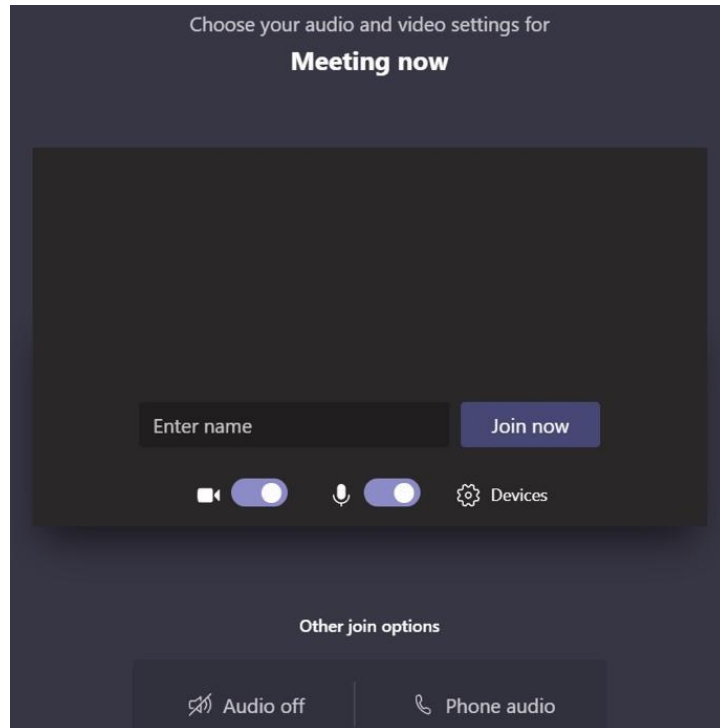 Choose your audio and video settings for
Meeting now
Enter name
Join now
Devices
Other join options
Audio off
Phone audio